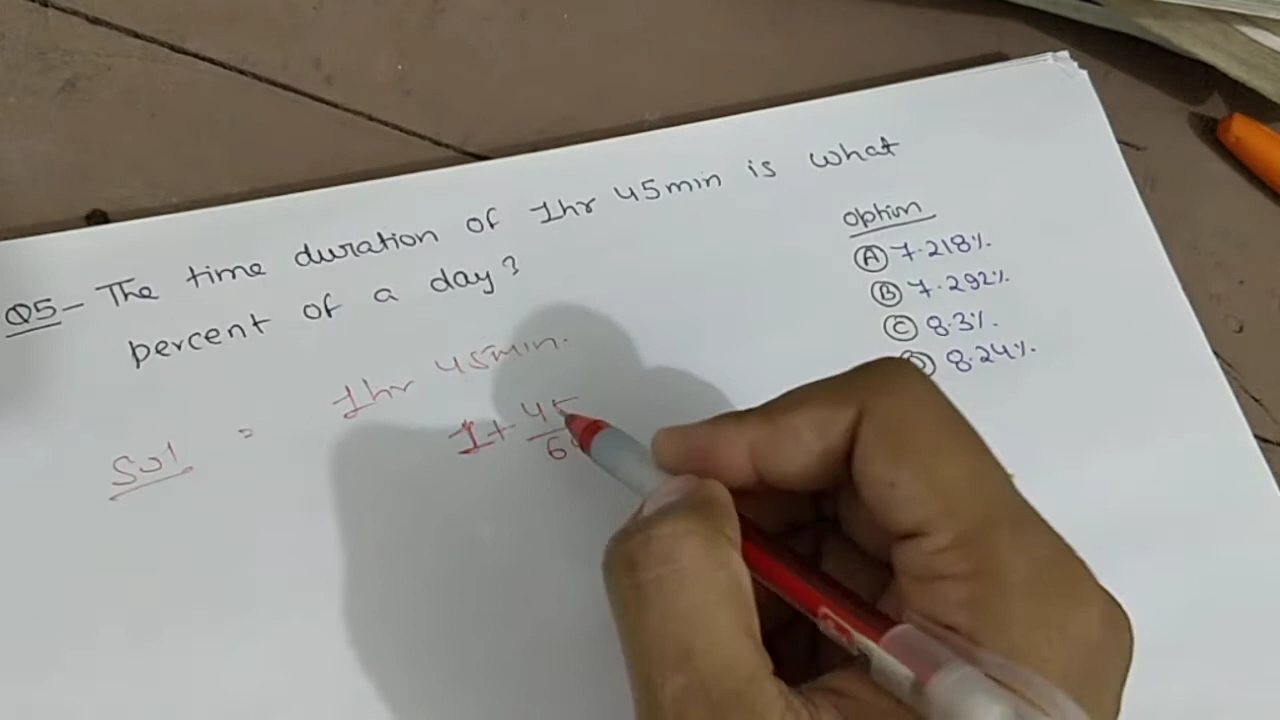 Q5- The time duration of 1hr 45min is what
percent of a day?
option
Ⓐ 7.218%.
Ⓑ 7.292%.
Ⓒ 8.3%.
Ⓓ 8.24%.
Sol = 1hr 45min.
1+ 45/60